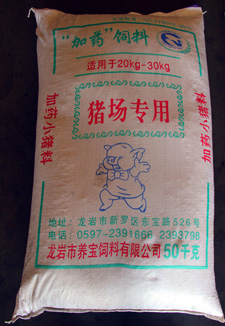 "加药"饲料
适用于20kg-30kg
猪场专用
加药小猪料
加药小猪料
地址:龙岩市新罗区东宝路526号
电话:0597-2391666 2393798
龙岩市养宝饲料有限公司50千克